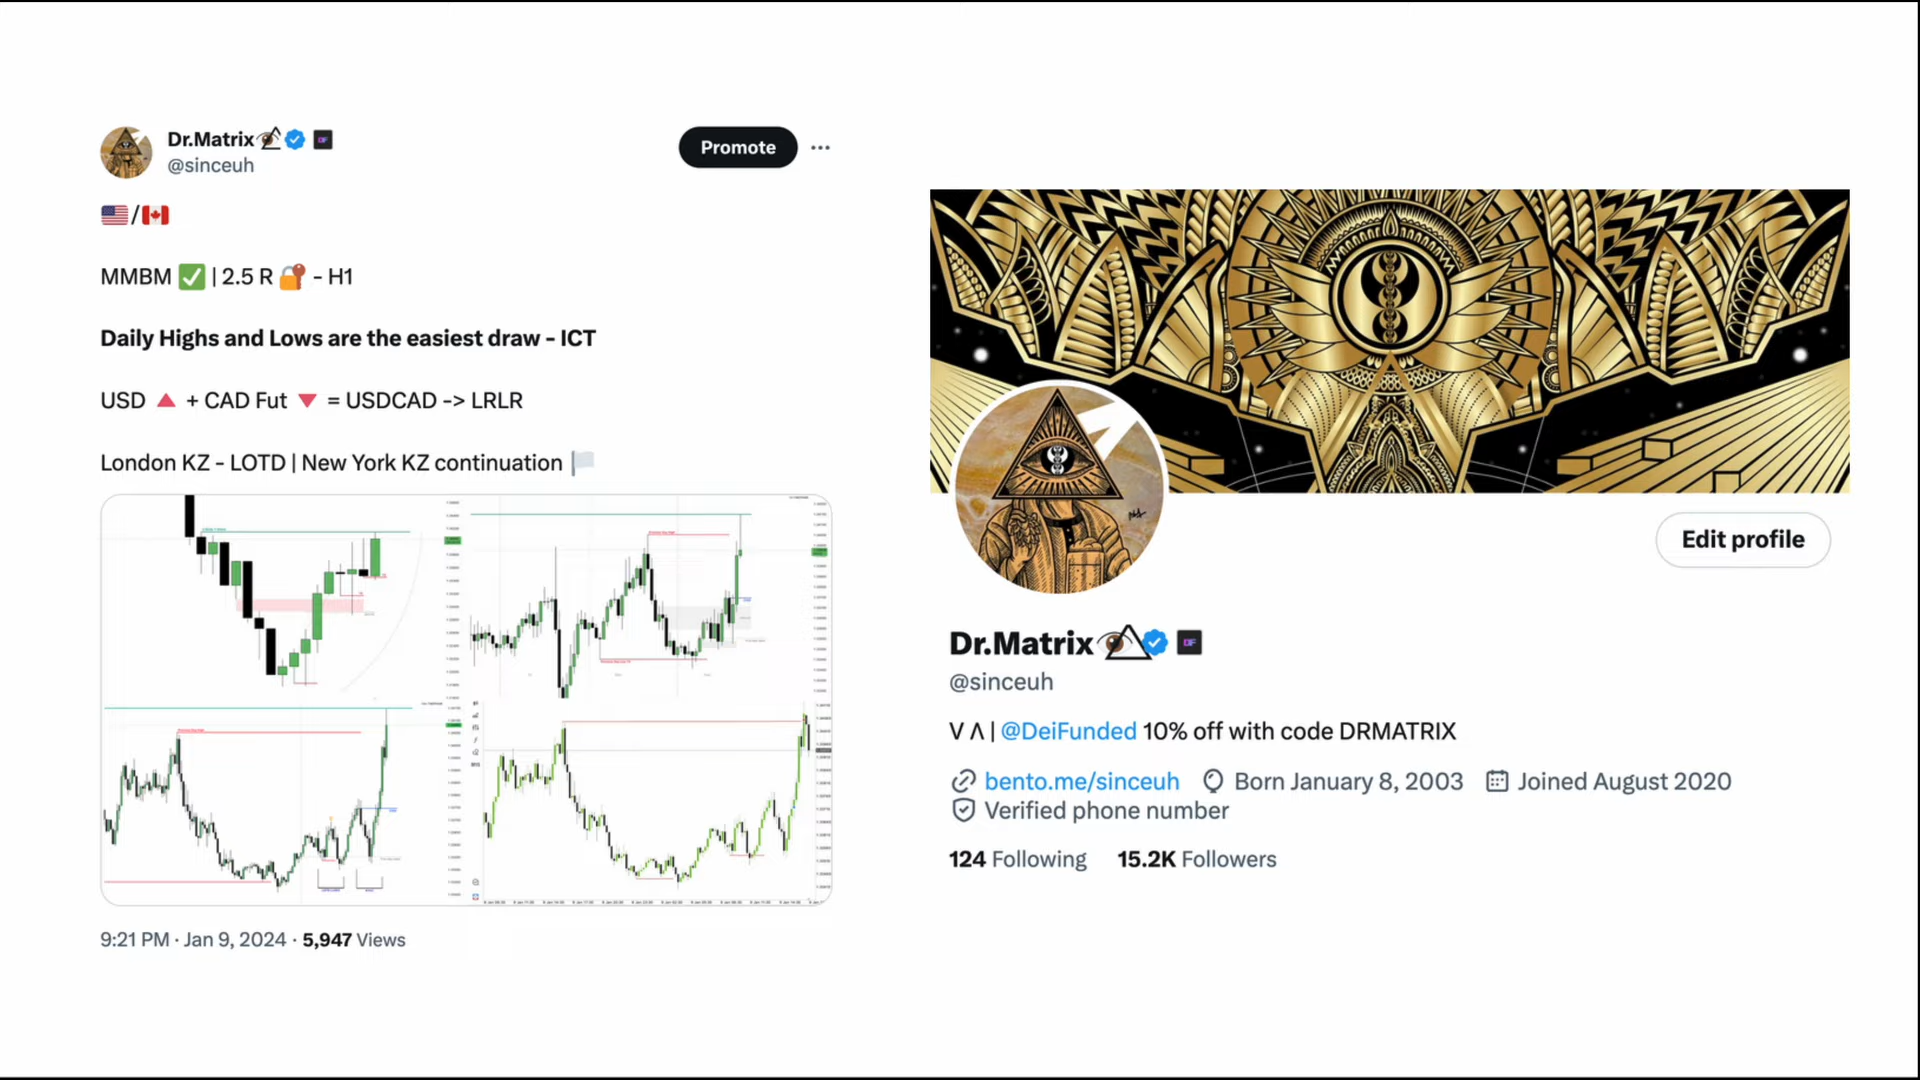 Dr.Matrix
@sinceuh
Promote
🇺🇸/🇨🇦
MMBM ✅ | 2.5 R 🔐 - H1
Daily Highs and Lows are the easiest draw - ICT
USD 🔺 + CAD Fut 🔻 = USDCAD -> LRLR
London KZ - LOTD | New York KZ continuation 🏳️
9:21 PM · Jan 9, 2024 · 5,947 Views
Edit profile
Dr.Matrix
@sinceuh
V Λ | @DeiFunded 10% off with code DRMATRIX
bento.me/sinceuh Born January 8, 2003 Joined August 2020
Verified phone number
124 Following 15.2K Followers